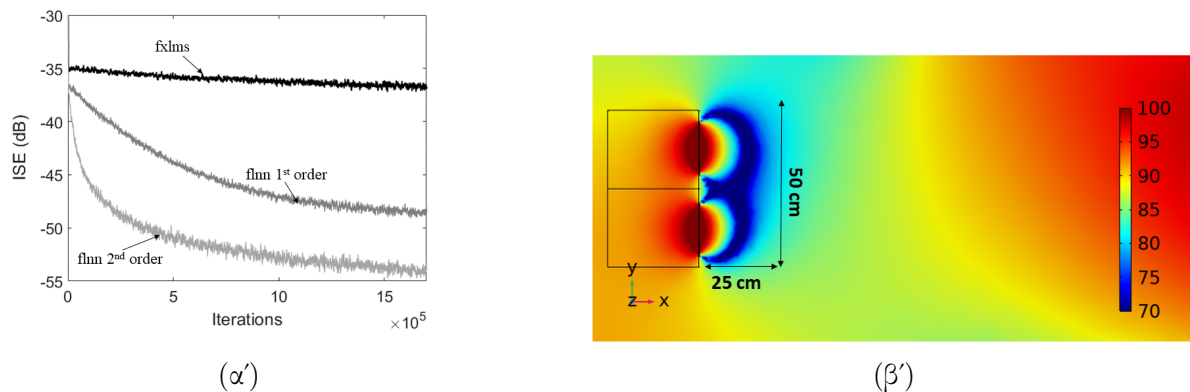 -30
-35
-40
-45
-50
-55
ISE (dB)
fxlms
flnn 1st order
flnn 2nd order
0
5
10
15
×10^5
Iterations
(α′)
50 cm
25 cm
y
z
x
100
95
90
85
80
75
70
(β′)